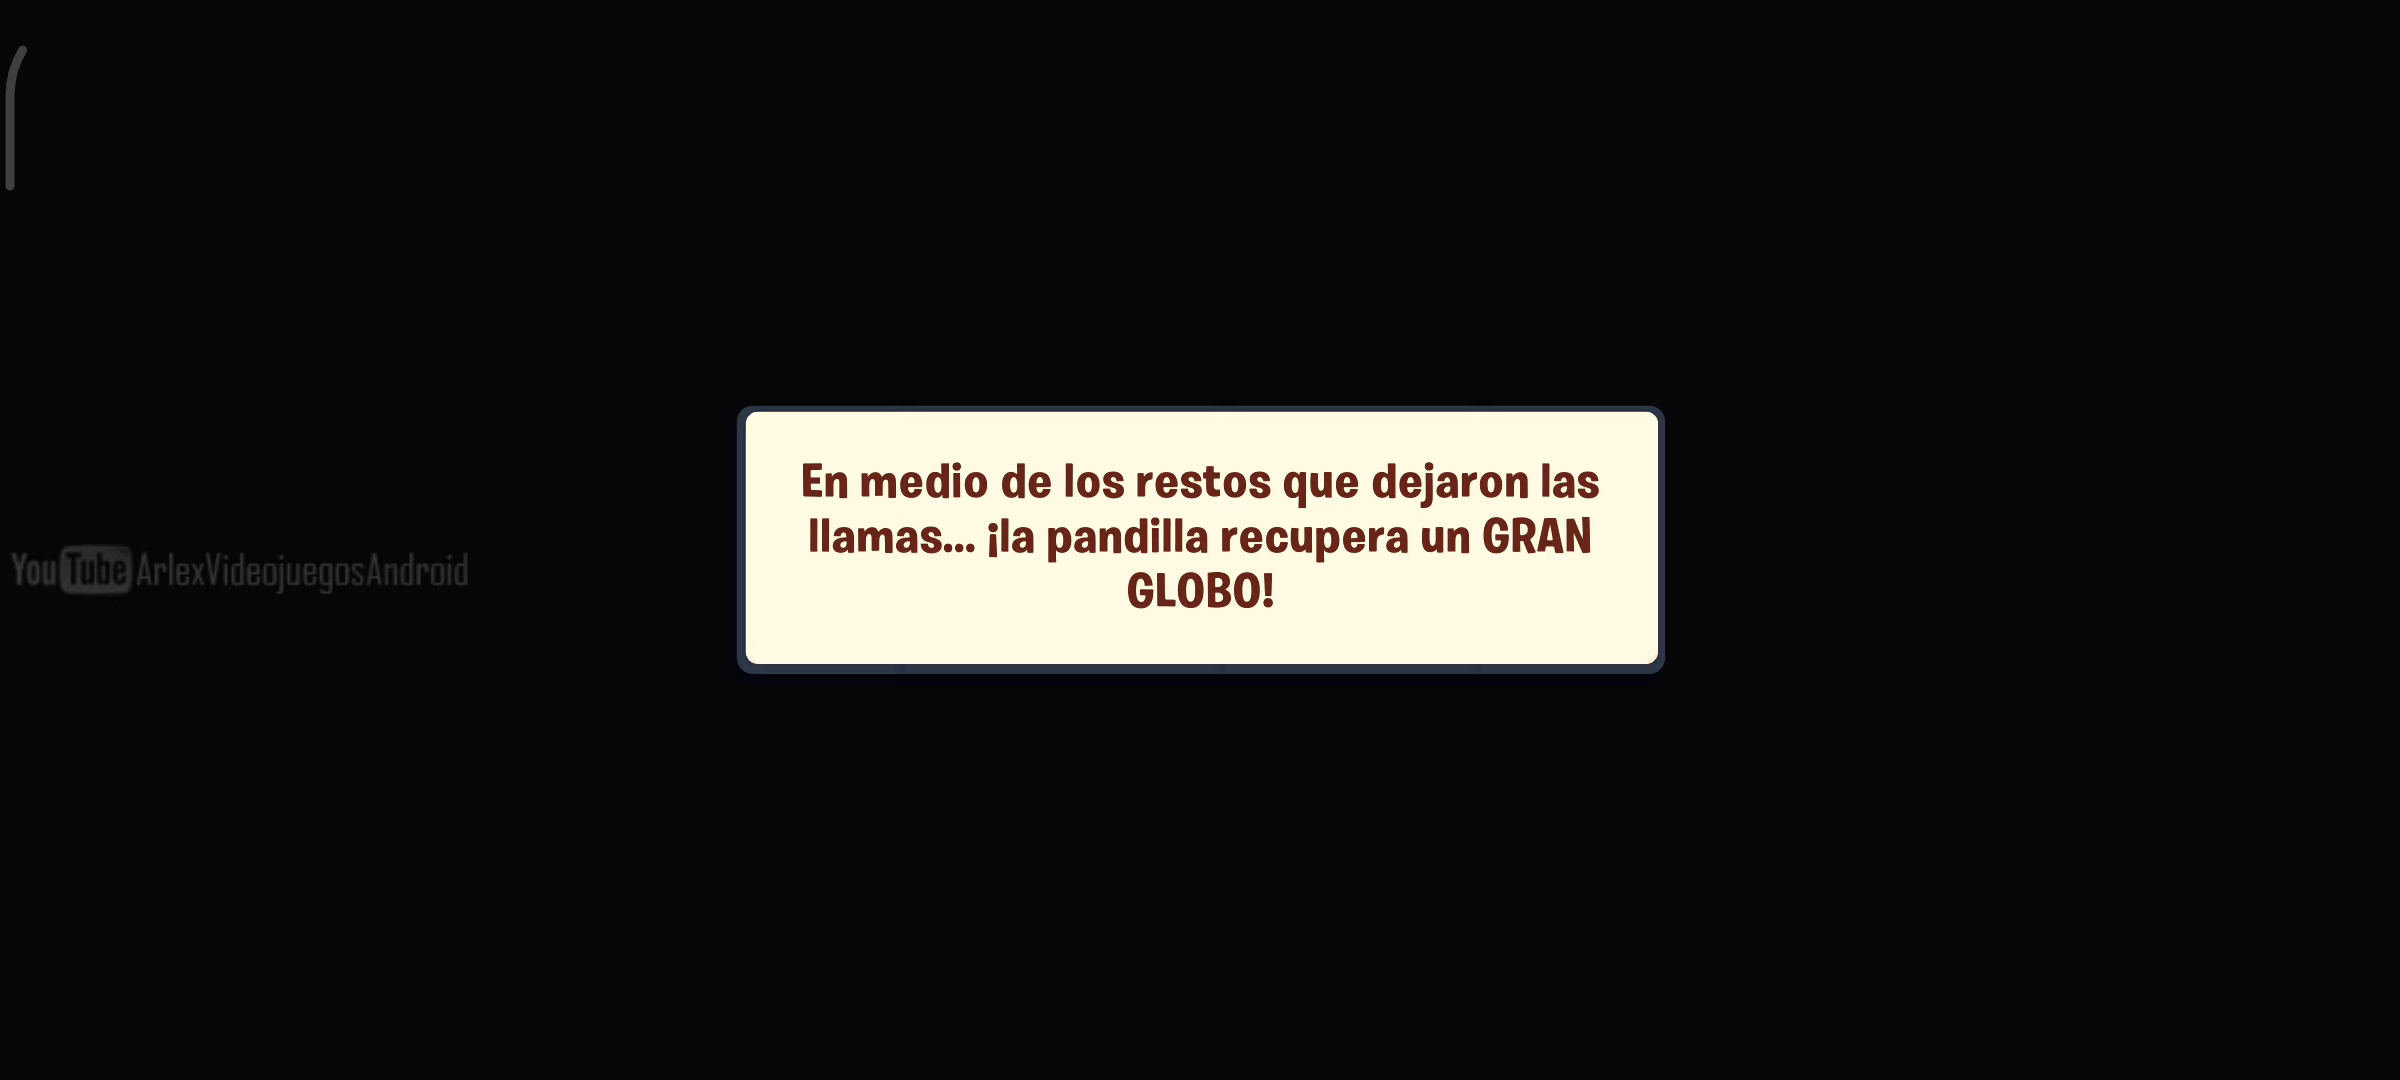 En medio de los restos que dejaron las
llamas... ¡la pandilla recupera un GRAN
GLOBO!
YouTube ArlexVideojuegosAndroid